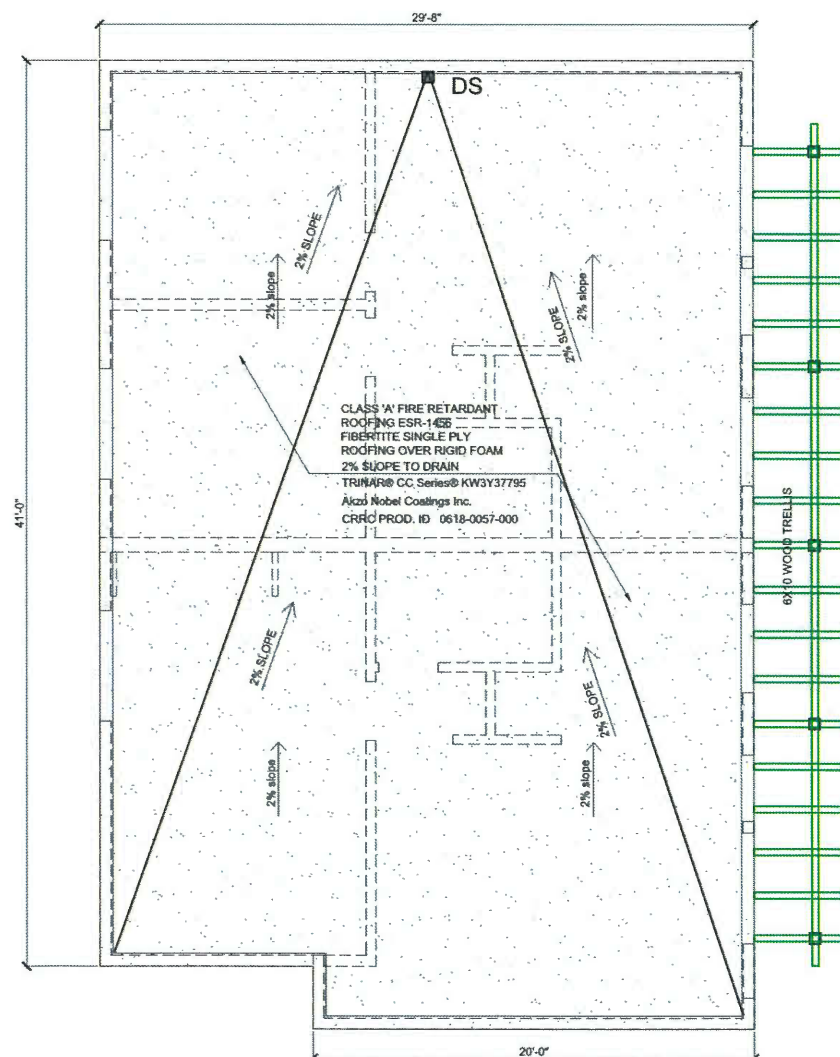 29'-8"
DS
2% SLOPE
2% slope
2% SLOPE
2% slope
CLASS 'A' FIRE RETARDANT
ROOFING ESR-1456
FIBERTITE SINGLE PLY
ROOFING OVER RIGID FOAM
2% SLOPE TO DRAIN
TRINAR® CC Series® KW3Y37795
Akzo Nobel Coatings Inc.
CRRC PROD. ID 0618-0057-000
41'-0"
6X10 WOOD TRELLIS
2% SLOPE
2% SLOPE
2% slope
2% slope
20'-0"